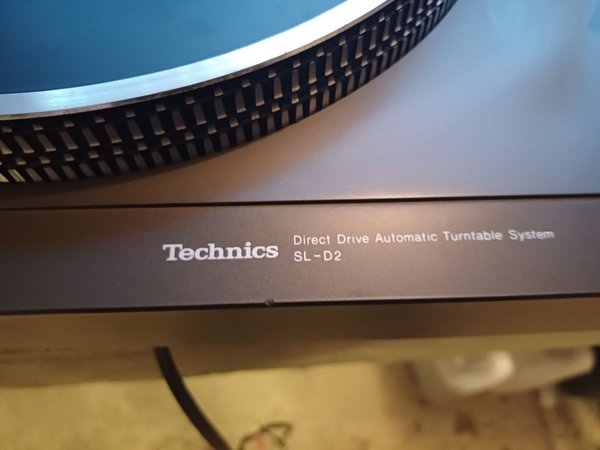 Technics
Direct Drive Automatic Turntable System
SL-D2